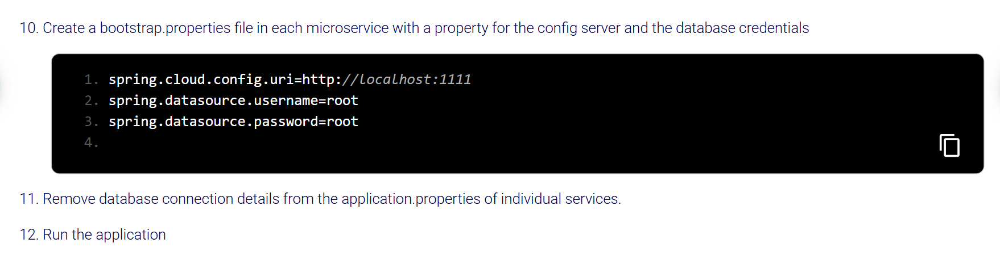 10. Create a bootstrap.properties file in each microservice with a property for the config server and the database credentials
1. spring.cloud.config.uri=http://localhost:1111
2. spring.datasource.username=root
3. spring.datasource.password=root
4.
11. Remove database connection details from the application.properties of individual services.
12. Run the application